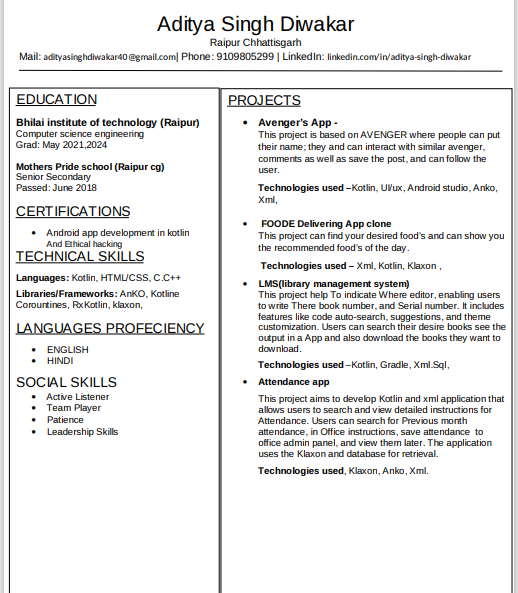 Aditya Singh Diwakar
Raipur Chhattisgarh
Mail: adityasinghdiwakar40@gmail.com| Phone: 9109805299 | LinkedIn: linkedin.com/in/aditya-singh-diwakar
EDUCATION
Bhilai institute of technology (Raipur)
Computer science engineering
Grad: May 2021,2024
Mothers Pride school (Raipur cg)
Senior Secondary
Passed: June 2018
CERTIFICATIONS
• Android app development in kotlin
And Ethical hacking
TECHNICAL SKILLS
Languages: Kotlin, HTML/CSS, C.C++
Libraries/Frameworks: AnKO, Kotline
Corountines, RxKotlin, klaxon,
LANGUAGES PROFECIENCY
• ENGLISH
• HINDI
SOCIAL SKILLS
• Active Listener
• Team Player
• Patience
• Leadership Skills
PROJECTS
• Avenger's App -
This project is based on AVENGER where people can put
their name; they and can interact with similar avenger,
comments as well as save the post, and can follow the
user.
Technologies used –Kotlin, UI/ux, Android studio, Anko,
Xml,
• FOODE Delivering App clone
This project can find your desired food's and can show you
the recommended food's of the day.
Technologies used – Xml, Kotlin, Klaxon ,
• LMS(library management system)
This project help To indicate Where editor, enabling users
to write There book number, and Serial number. It includes
features like code auto-search, suggestions, and theme
customization. Users can search their desire books see the
output in a App and also download the books they want to
download.
Technologies used –Kotlin, Gradle, Xml.Sql,
• Attendance app
This project aims to develop Kotlin and xml application that
allows users to search and view detailed instructions for
Attendance. Users can search for Previous month
attendance, in Office instructions, save attendance to
office admin panel, and view them later. The application
uses the Klaxon and database for retrieval.
Technologies used, Klaxon, Anko, Xml.